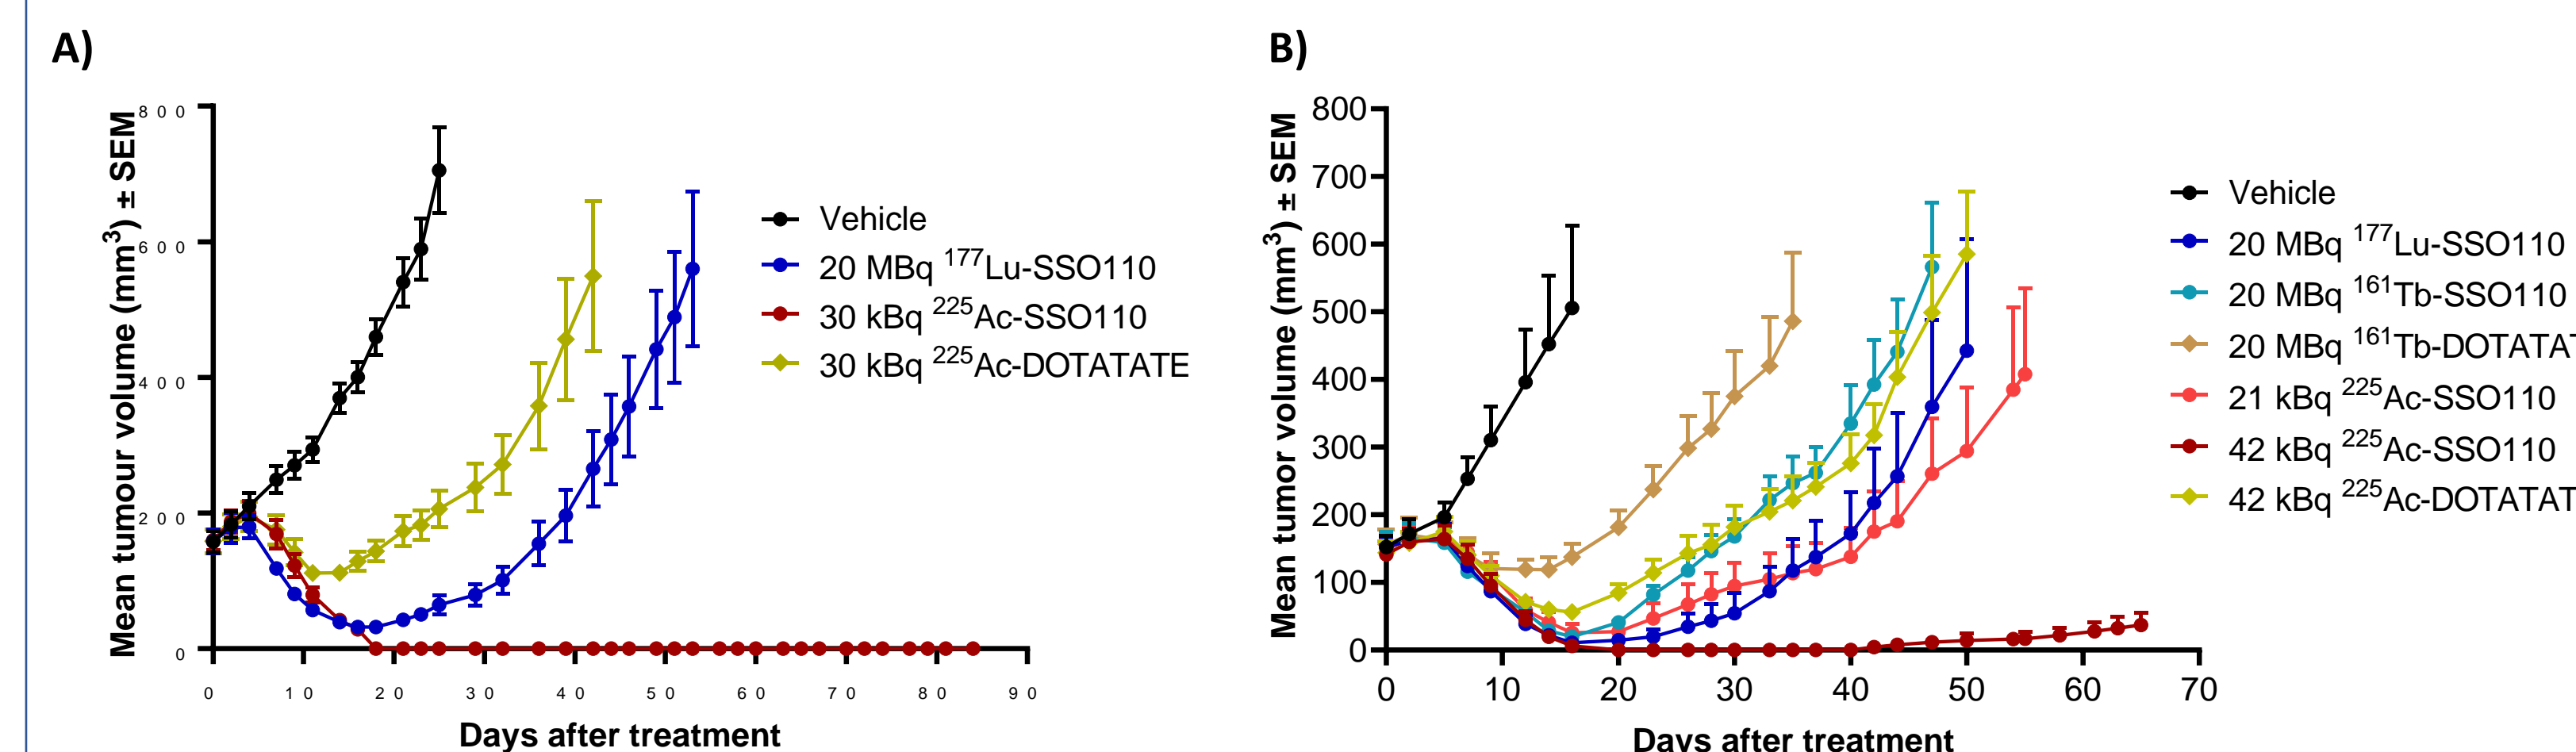 A)
Mean tumour volume (mm³) ± SEM
800
600
400
200
0
0 10 20 30 40 50 60 70 80 90
Days after treatment
Vehicle
20 MBq ¹⁷⁷Lu-SSO110
30 kBq ²²⁵Ac-SSO110
30 kBq ²²⁵Ac-DOTATATE
B)
Mean tumor volume (mm³) ± SEM
800
700
600
500
400
300
200
100
0
0 10 20 30 40 50 60 70
Days after treatment
Vehicle
20 MBq ¹⁷⁷Lu-SSO110
20 MBq ¹⁶¹Tb-SSO110
20 MBq ¹⁶¹Tb-DOTATAT
21 kBq ²²⁵Ac-SSO110
42 kBq ²²⁵Ac-SSO110
42 kBq ²²⁵Ac-DOTATAT